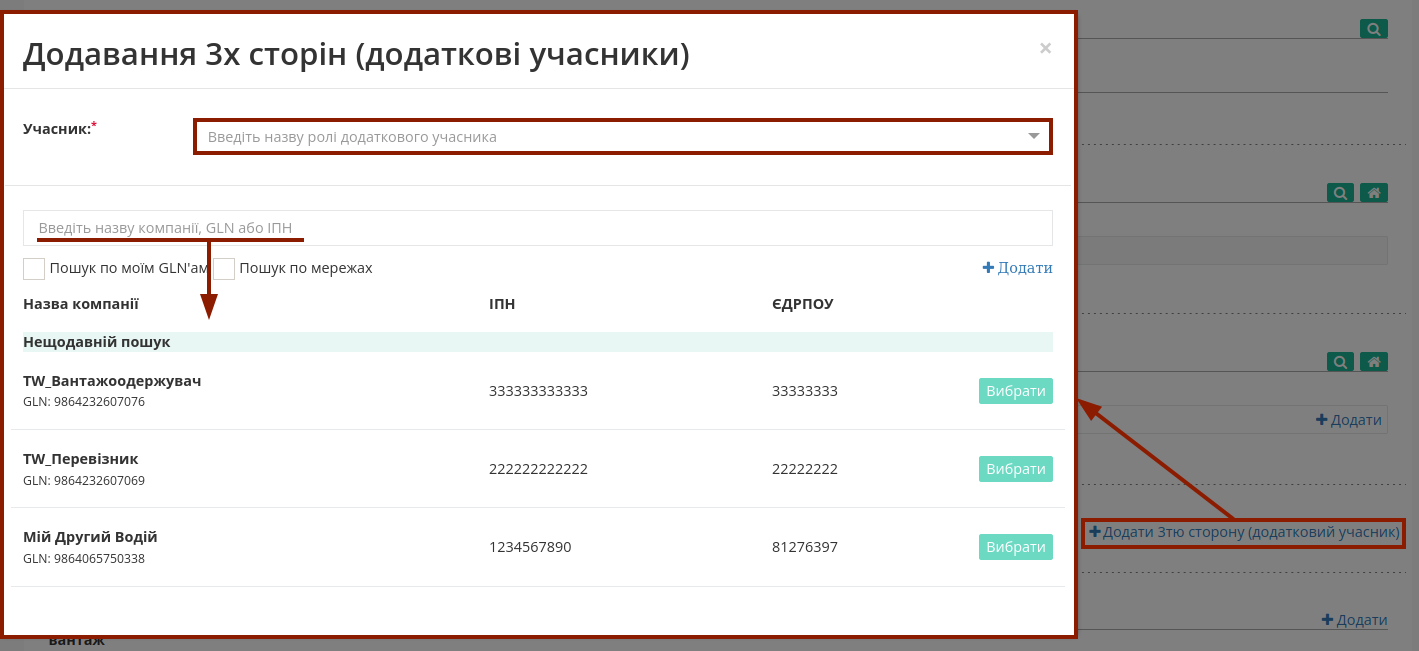 Додавання 3х сторін (додаткові учасники)
×
Учасник:*
Введіть назву ролі додаткового учасника
Введіть назву компанії, GLN або ІПН
Пошук по моїм GLN'ам Пошук по мережах
Додати
Назва компанії ІПН ЄДРПОУ
Нещодавній пошук
TW_Вантажоодержувач
GLN: 9864232607076
333333333333 33333333 Вибрати
TW_Перевізник
GLN: 9864232607069
222222222222 22222222 Вибрати
Мій Другий Водій
GLN: 9864065750338
1234567890 81276397 Вибрати
Додати
Додати 3тю сторону (додатковий учасник)
Додати
вантаж